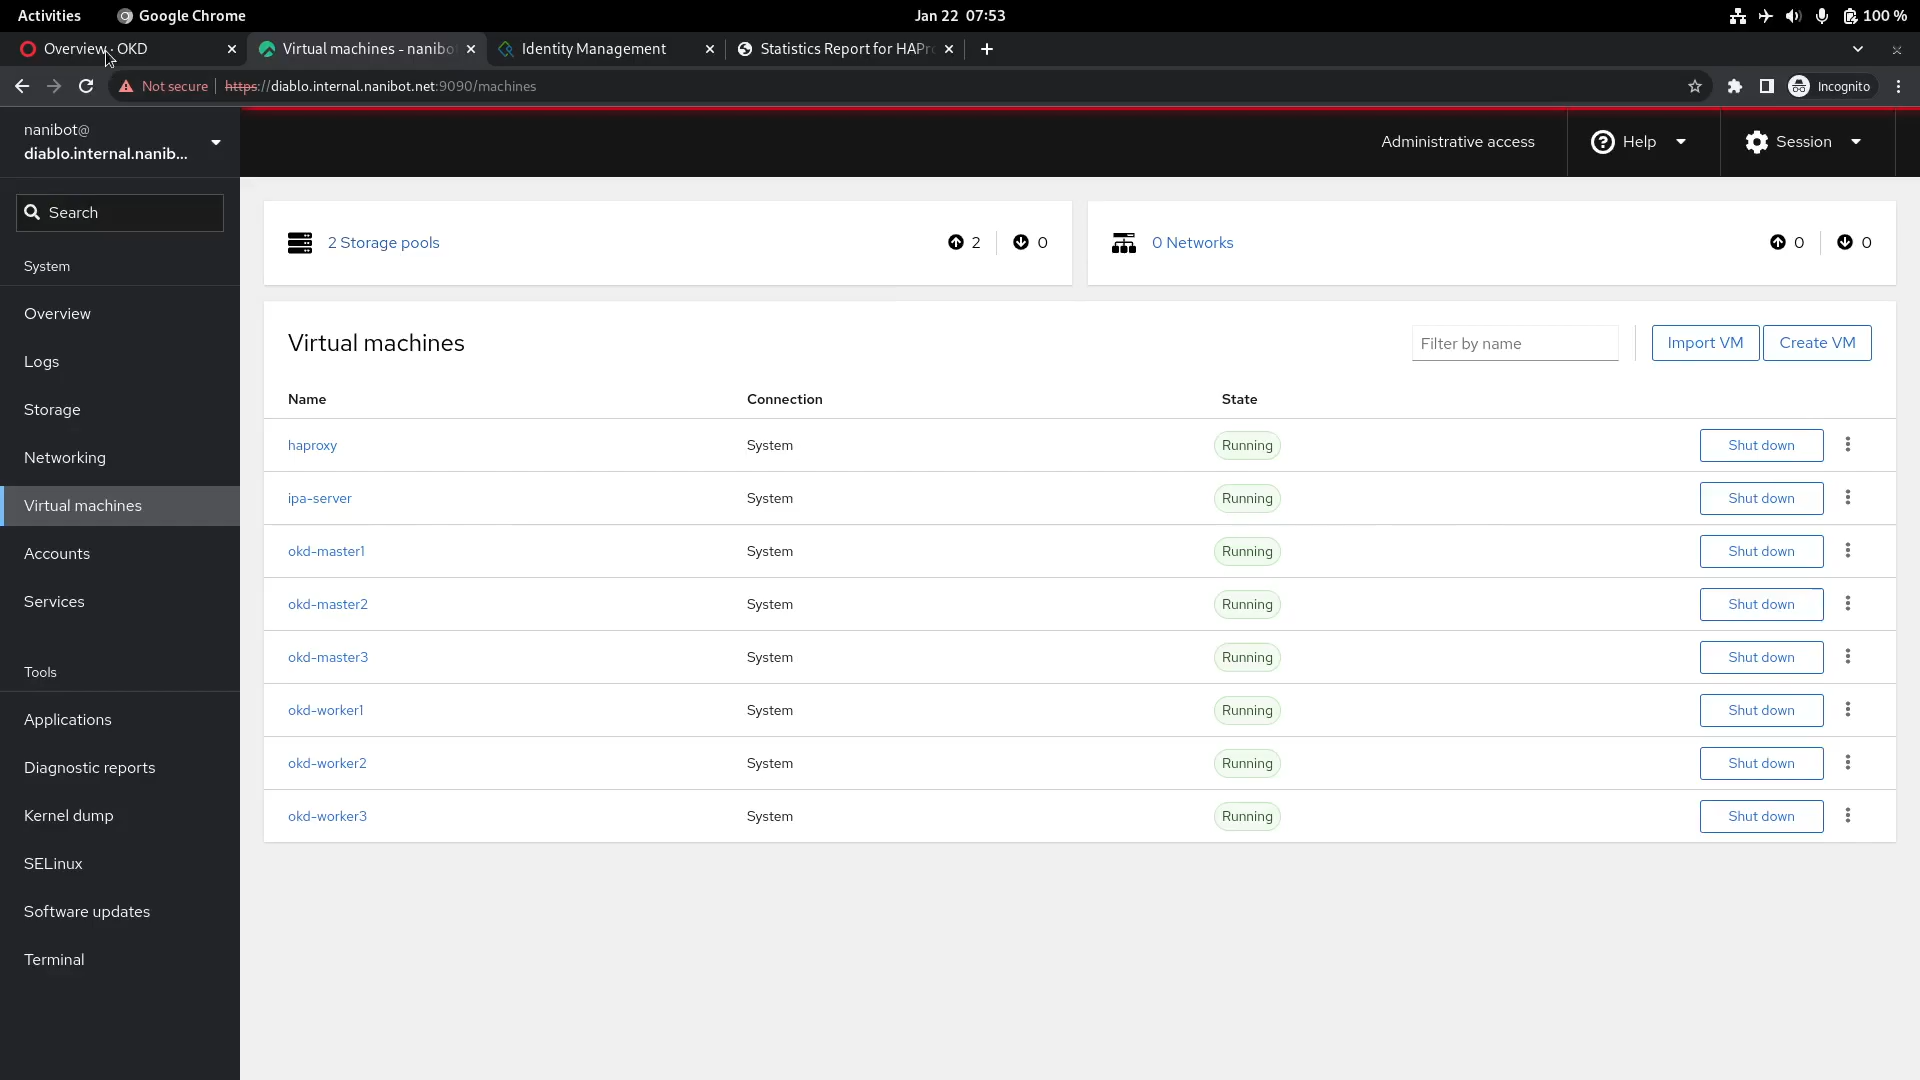 Activities
Google Chrome
Jan 22 07:53
100 %
Overview · OKD
Virtual machines - nanibot
Identity Management
Statistics Report for HAPr
Not secure
https://diablo.internal.nanibot.net:9090/machines
Incognito
nanibot@
diablo.internal.nanib...
Administrative access
Help
Session
Search
System
Overview
Logs
Storage
Networking
Virtual machines
Accounts
Services
Tools
Applications
Diagnostic reports
Kernel dump
SELinux
Software updates
Terminal
2 Storage pools
2
0
0 Networks
0
0
Virtual machines
Filter by name
Import VM
Create VM
Name Connection State
haproxy System Running Shut down
ipa-server System Running Shut down
okd-master1 System Running Shut down
okd-master2 System Running Shut down
okd-master3 System Running Shut down
okd-worker1 System Running Shut down
okd-worker2 System Running Shut down
okd-worker3 System Running Shut down